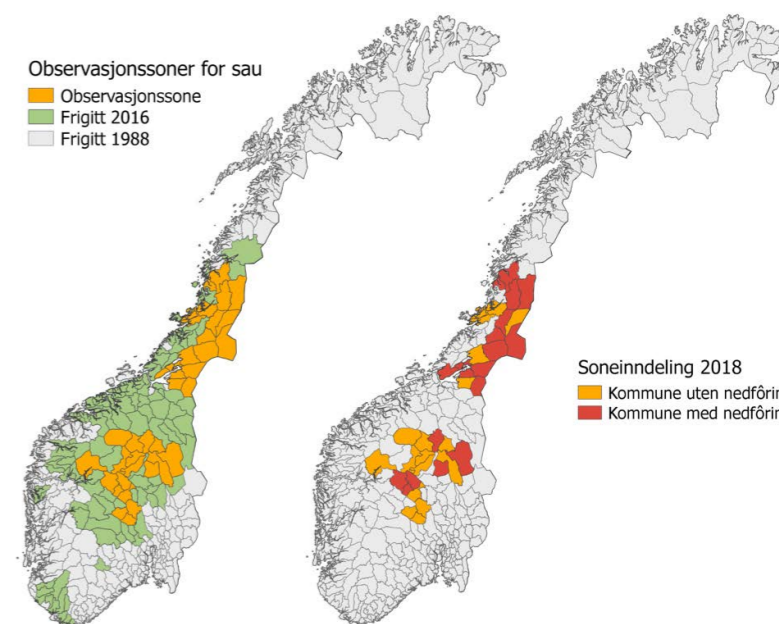 Observasjonssoner for sau
Observasjonssone
Frigitt 2016
Frigitt 1988
Soneinndeling 2018
Kommune uten nedfôrin
Kommune med nedfôrin